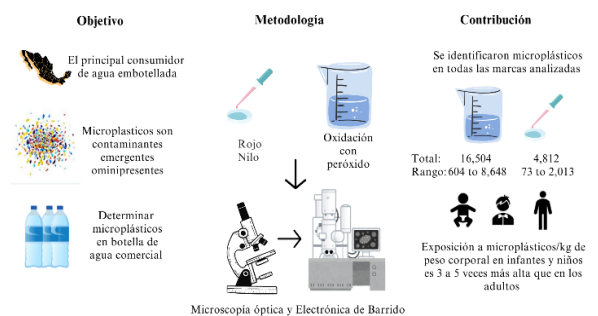 Objetivo
El principal consumidor
de agua embotellada
Microplasticos son
contaminantes
emergentes
ominipresentes
Determinar
microplásticos
en botella de
agua comercial
Metodología
Rojo
Nilo
Oxidación
con
peróxido
Microscopía óptica y Electrónica de Barrido
Contribución
Se identificaron microplásticos
en todas las marcas analizadas
Total: 16,504 4,812
Rango: 604 to 8,648 73 to 2,013
Exposición a microplásticos/kg de
peso corporal en infantes y niños
es 3 a 5 veces más alta que en los
adultos